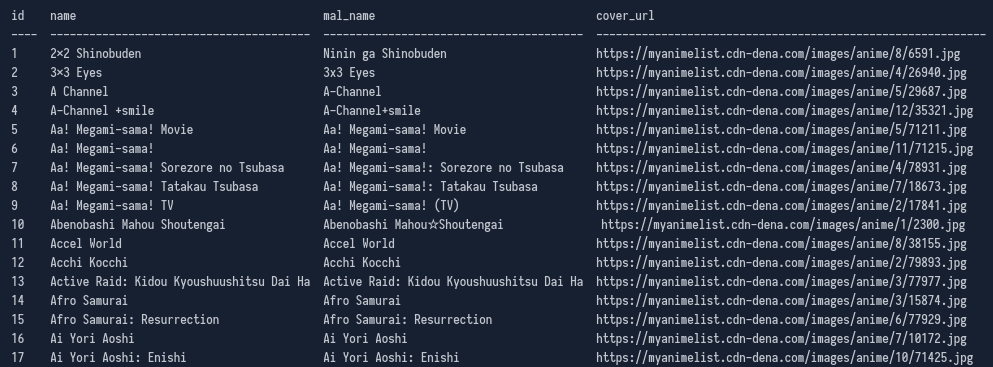 id   name                                      mal_name                                  cover_url
----  ----------------------------------------  ----------------------------------------  ------------------------------------------------------------
1     2×2 Shinobuden                            Ninin ga Shinobuden                       https://myanimelist.cdn-dena.com/images/anime/8/6591.jpg
2     3×3 Eyes                                  3x3 Eyes                                  https://myanimelist.cdn-dena.com/images/anime/4/26940.jpg
3     A Channel                                 A-Channel                                 https://myanimelist.cdn-dena.com/images/anime/5/29687.jpg
4     A-Channel +smile                          A-Channel+smile                           https://myanimelist.cdn-dena.com/images/anime/12/35321.jpg
5     Aa! Megami-sama! Movie                    Aa! Megami-sama! Movie                    https://myanimelist.cdn-dena.com/images/anime/5/71211.jpg
6     Aa! Megami-sama!                          Aa! Megami-sama!                          https://myanimelist.cdn-dena.com/images/anime/11/71215.jpg
7     Aa! Megami-sama! Sorezore no Tsubasa      Aa! Megami-sama!: Sorezore no Tsubasa     https://myanimelist.cdn-dena.com/images/anime/4/78931.jpg
8     Aa! Megami-sama! Tatakau Tsubasa          Aa! Megami-sama!: Tatakau Tsubasa         https://myanimelist.cdn-dena.com/images/anime/7/18673.jpg
9     Aa! Megami-sama! TV                       Aa! Megami-sama! (TV)                     https://myanimelist.cdn-dena.com/images/anime/2/17841.jpg
10    Abenobashi Mahou Shoutengai               Abenobashi Mahou☆Shoutengai               https://myanimelist.cdn-dena.com/images/anime/1/2300.jpg
11    Accel World                               Accel World                               https://myanimelist.cdn-dena.com/images/anime/8/38155.jpg
12    Acchi Kocchi                              Acchi Kocchi                              https://myanimelist.cdn-dena.com/images/anime/2/79893.jpg
13    Active Raid: Kidou Kyoushuushitsu Dai Ha  Active Raid: Kidou Kyoushuushitsu Dai Ha  https://myanimelist.cdn-dena.com/images/anime/3/77977.jpg
14    Afro Samurai                              Afro Samurai                              https://myanimelist.cdn-dena.com/images/anime/3/15874.jpg
15    Afro Samurai: Resurrection                Afro Samurai: Resurrection                https://myanimelist.cdn-dena.com/images/anime/6/77929.jpg
16    Ai Yori Aoshi                             Ai Yori Aoshi                             https://myanimelist.cdn-dena.com/images/anime/7/10172.jpg
17    Ai Yori Aoshi: Enishi                     Ai Yori Aoshi: Enishi                     https://myanimelist.cdn-dena.com/images/anime/10/71425.jpg